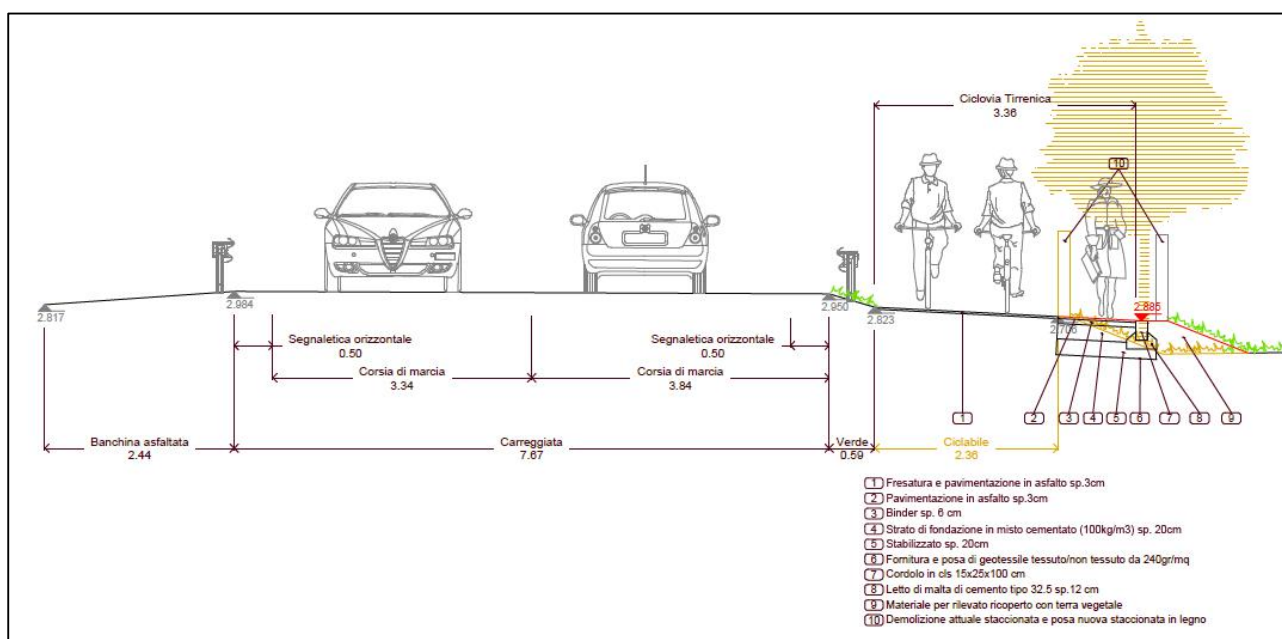 Ciclovia Tirrenica
3.36
10
2.984
2.817
2.950
2.823
2.885
2.706
Segnaletica orizzontale
0.50
Segnaletica orizzontale
0.50
Corsia di marcia
3.34
Corsia di marcia
3.84
1
2
3
4
5
6
7
8
9
Banchina asfaltata
2.44
Carreggiata
7.67
Verde
0.59
Ciclabile
2.36
1 Fresatura e pavimentazione in asfalto sp.3cm
2 Pavimentazione in asfalto sp.3cm
3 Binder sp. 6 cm
4 Strato di fondazione in misto cementato (100kg/m3) sp. 20cm
5 Stabilizzato sp. 20cm
6 Fornitura e posa di geotessile tessuto/non tessuto da 240gr/mq
7 Cordolo in cls 15x25x100 cm
8 Letto di malta di cemento tipo 32.5 sp.12 cm
9 Materiale per rilevato ricoperto con terra vegetale
10 Demolizione attuale staccionata e posa nuova staccionata in legno